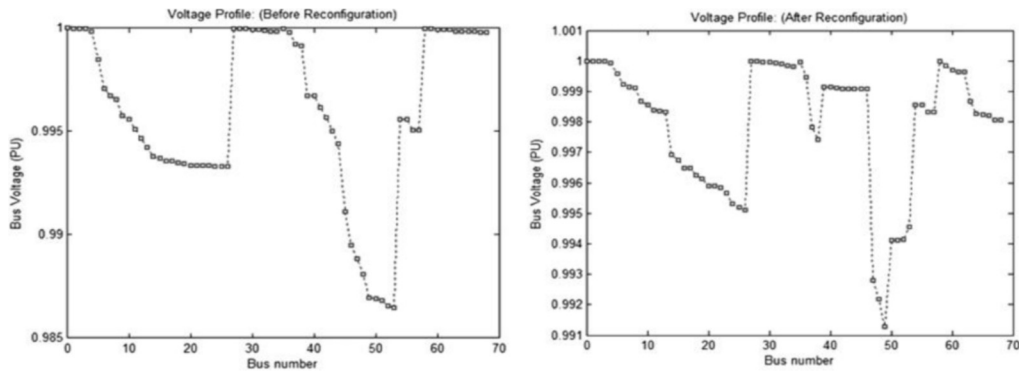 Voltage Profile: (Before Reconfiguration)
1
0.995
0.99
0.985
Bus Voltage (PU)
0 10 20 30 40 50 60 70
Bus number
Voltage Profile: (After Reconfiguration)
1.001
1
0.999
0.998
0.997
0.996
0.995
0.994
0.993
0.992
0.991
Bus Voltage (PU)
0 10 20 30 40 50 60 70
Bus number